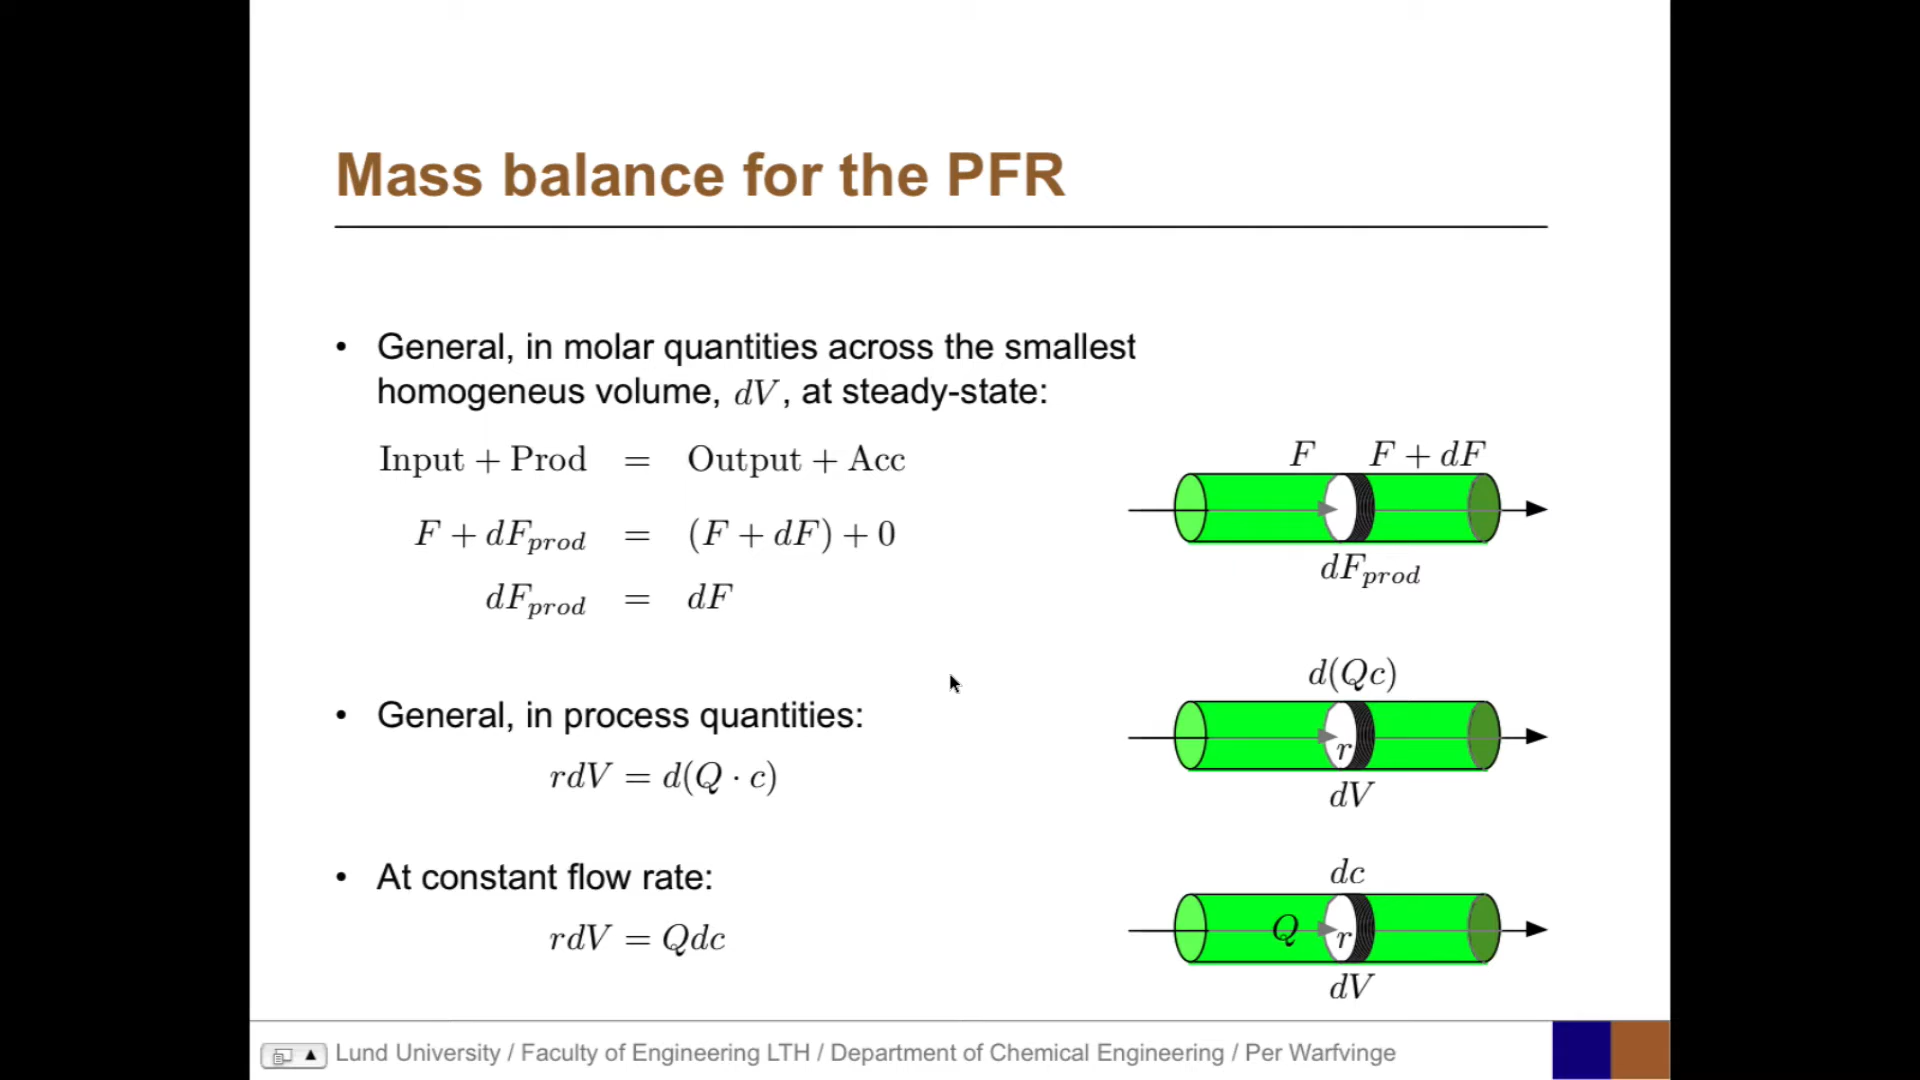 Mass balance for the PFR
• General, in molar quantities across the smallest
homogeneus volume, dV, at steady-state:
Input + Prod = Output + Acc
F + dF_prod = (F + dF) + 0
dF_prod = dF
F F + dF
dF_prod
• General, in process quantities:
rdV = d(Q · c)
d(Qc)
r
dV
• At constant flow rate:
rdV = Qdc
dc
Q r
dV
Lund University / Faculty of Engineering LTH / Department of Chemical Engineering / Per Warfvinge